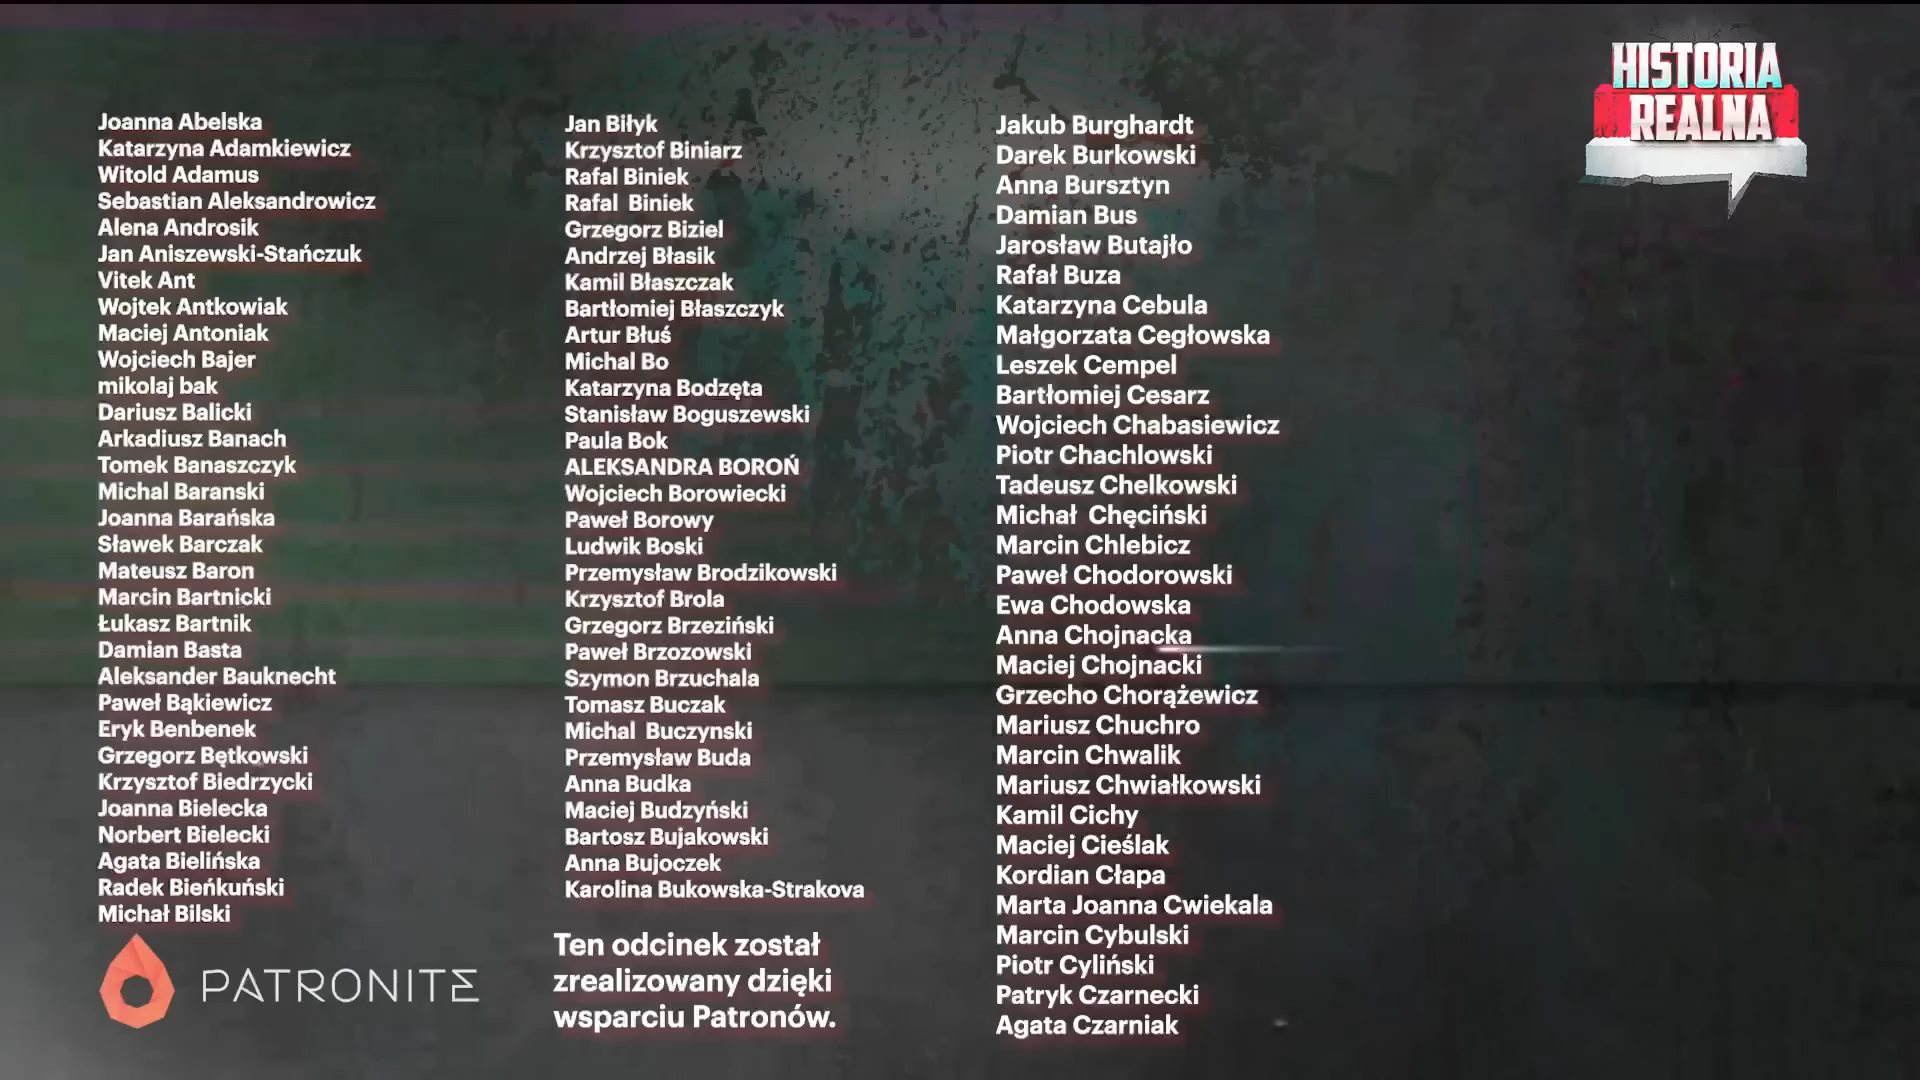 Joanna Abelska
Katarzyna Adamkiewicz
Witold Adamus
Sebastian Aleksandrowicz
Alena Androsik
Jan Aniszewski-Stańczuk
Vitek Ant
Wojtek Antkowiak
Maciej Antoniak
Wojciech Bajer
mikolaj bak
Dariusz Balicki
Arkadiusz Banach
Tomek Banaszczyk
Michal Baranski
Joanna Barańska
Sławek Barczak
Mateusz Baron
Marcin Bartnicki
Łukasz Bartnik
Damian Basta
Aleksander Bauknecht
Paweł Bąkiewicz
Eryk Benbenek
Grzegorz Bętkowski
Krzysztof Biedrzycki
Joanna Bielecka
Norbert Bielecki
Agata Bielińska
Radek Bieńkuński
Michał Bilski
PATRONITE
Jan Biłyk
Krzysztof Biniarz
Rafal Biniek
Rafal  Biniek
Grzegorz Biziel
Andrzej Błasik
Kamil Błaszczak
Bartłomiej Błaszczyk
Artur Błuś
Michal Bo
Katarzyna Bodzęta
Stanisław Boguszewski
Paula Bok
ALEKSANDRA BOROŃ
Wojciech Borowiecki
Paweł Borowy
Ludwik Boski
Przemysław Brodzikowski
Krzysztof Brola
Grzegorz Brzeziński
Paweł Brzozowski
Szymon Brzuchala
Tomasz Buczak
Michal  Buczynski
Przemysław Buda
Anna Budka
Maciej Budzyński
Bartosz Bujakowski
Anna Bujoczek
Karolina Bukowska-Strakova
Ten odcinek został
zrealizowany dzięki
wsparciu Patronów.
Jakub Burghardt
Darek Burkowski
Anna Bursztyn
Damian Bus
Jarosław Butajło
Rafał Buza
Katarzyna Cebula
Małgorzata Cegłowska
Leszek Cempel
Bartłomiej Cesarz
Wojciech Chabasiewicz
Piotr Chachlowski
Tadeusz Chelkowski
Michał  Chęciński
Marcin Chlebicz
Paweł Chodorowski
Ewa Chodowska
Anna Chojnacka
Maciej Chojnacki
Grzecho Chorążewicz
Mariusz Chuchro
Marcin Chwalik
Mariusz Chwiałkowski
Kamil Cichy
Maciej Cieślak
Kordian Cłapa
Marta Joanna Cwiekala
Marcin Cybulski
Piotr Cyliński
Patryk Czarnecki
Agata Czarniak
HISTORIA
REALNA